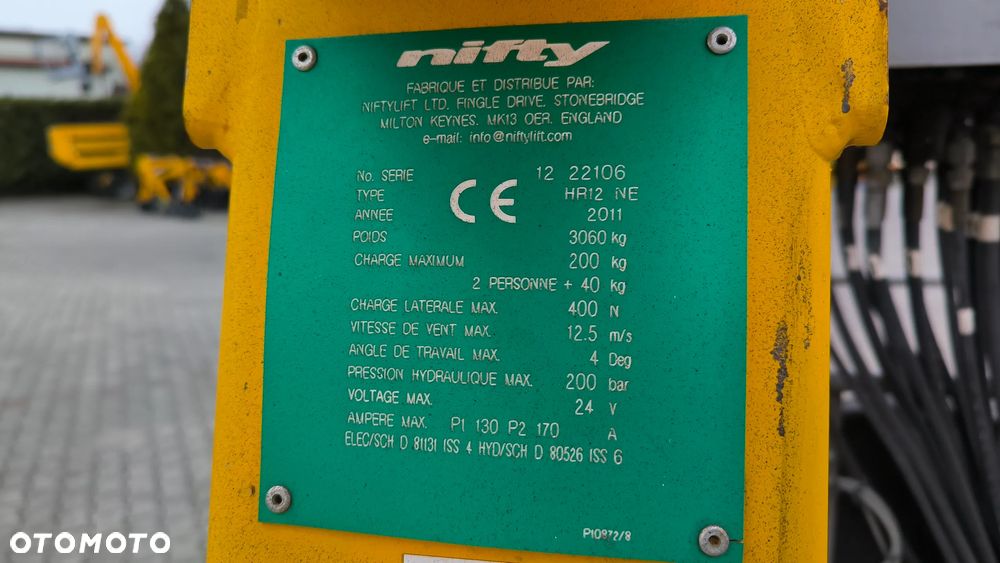 nifty
FABRIQUE ET DISTRIBUE PAR:
NIFTYLIFT LTD. FINGLE DRIVE. STONEBRIDGE
MILTON KEYNES. MK13 OER. ENGLAND
e-mail: info@niftylift.com
No. SERIE 12 22106
TYPE HR12 NE
CE
ANNEE 2011
POIDS 3060 kg
CHARGE MAXIMUM 200 kg
2 PERSONNE + 40 kg
CHARGE LATERALE MAX. 400 N
VITESSE DE VENT MAX. 12.5 m/s
ANGLE DE TRAVAIL MAX. 4 Deg
PRESSION HYDRAULIQUE MAX. 200 bar
VOLTAGE MAX. 24 V
AMPERE MAX. P1 130 P2 170 A
ELEC/SCH D 81131 ISS 4 HYD/SCH D 80526 ISS 6
P10872/8
OTOMOTO